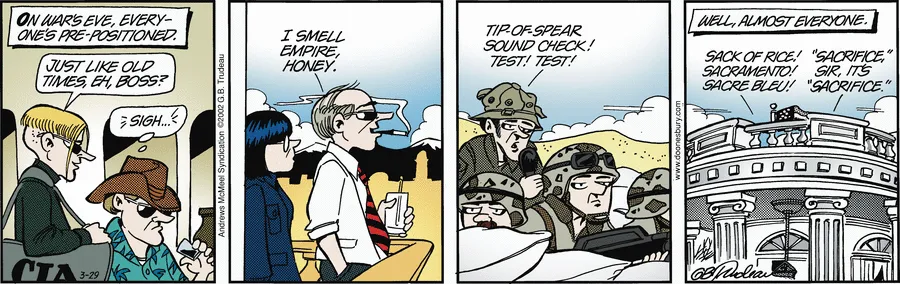 ON WAR'S EVE, EVERY-
ONE'S PRE-POSITIONED.
JUST LIKE OLD
TIMES, EH, BOSS?
SIGH...
CIA
3-29
Andrews McMeel Syndication ©2002 G.B. Trudeau
I SMELL
EMPIRE,
HONEY.
TIP-OF-SPEAR
SOUND CHECK!
TEST! TEST!
www.doonesbury.com
WELL, ALMOST EVERYONE.
SACK OF RICE!
SACRAMENTO!
SACRE BLEU!
"SACRIFICE,"
SIR. IT'S
"SACRIFICE."
GBTrudeau